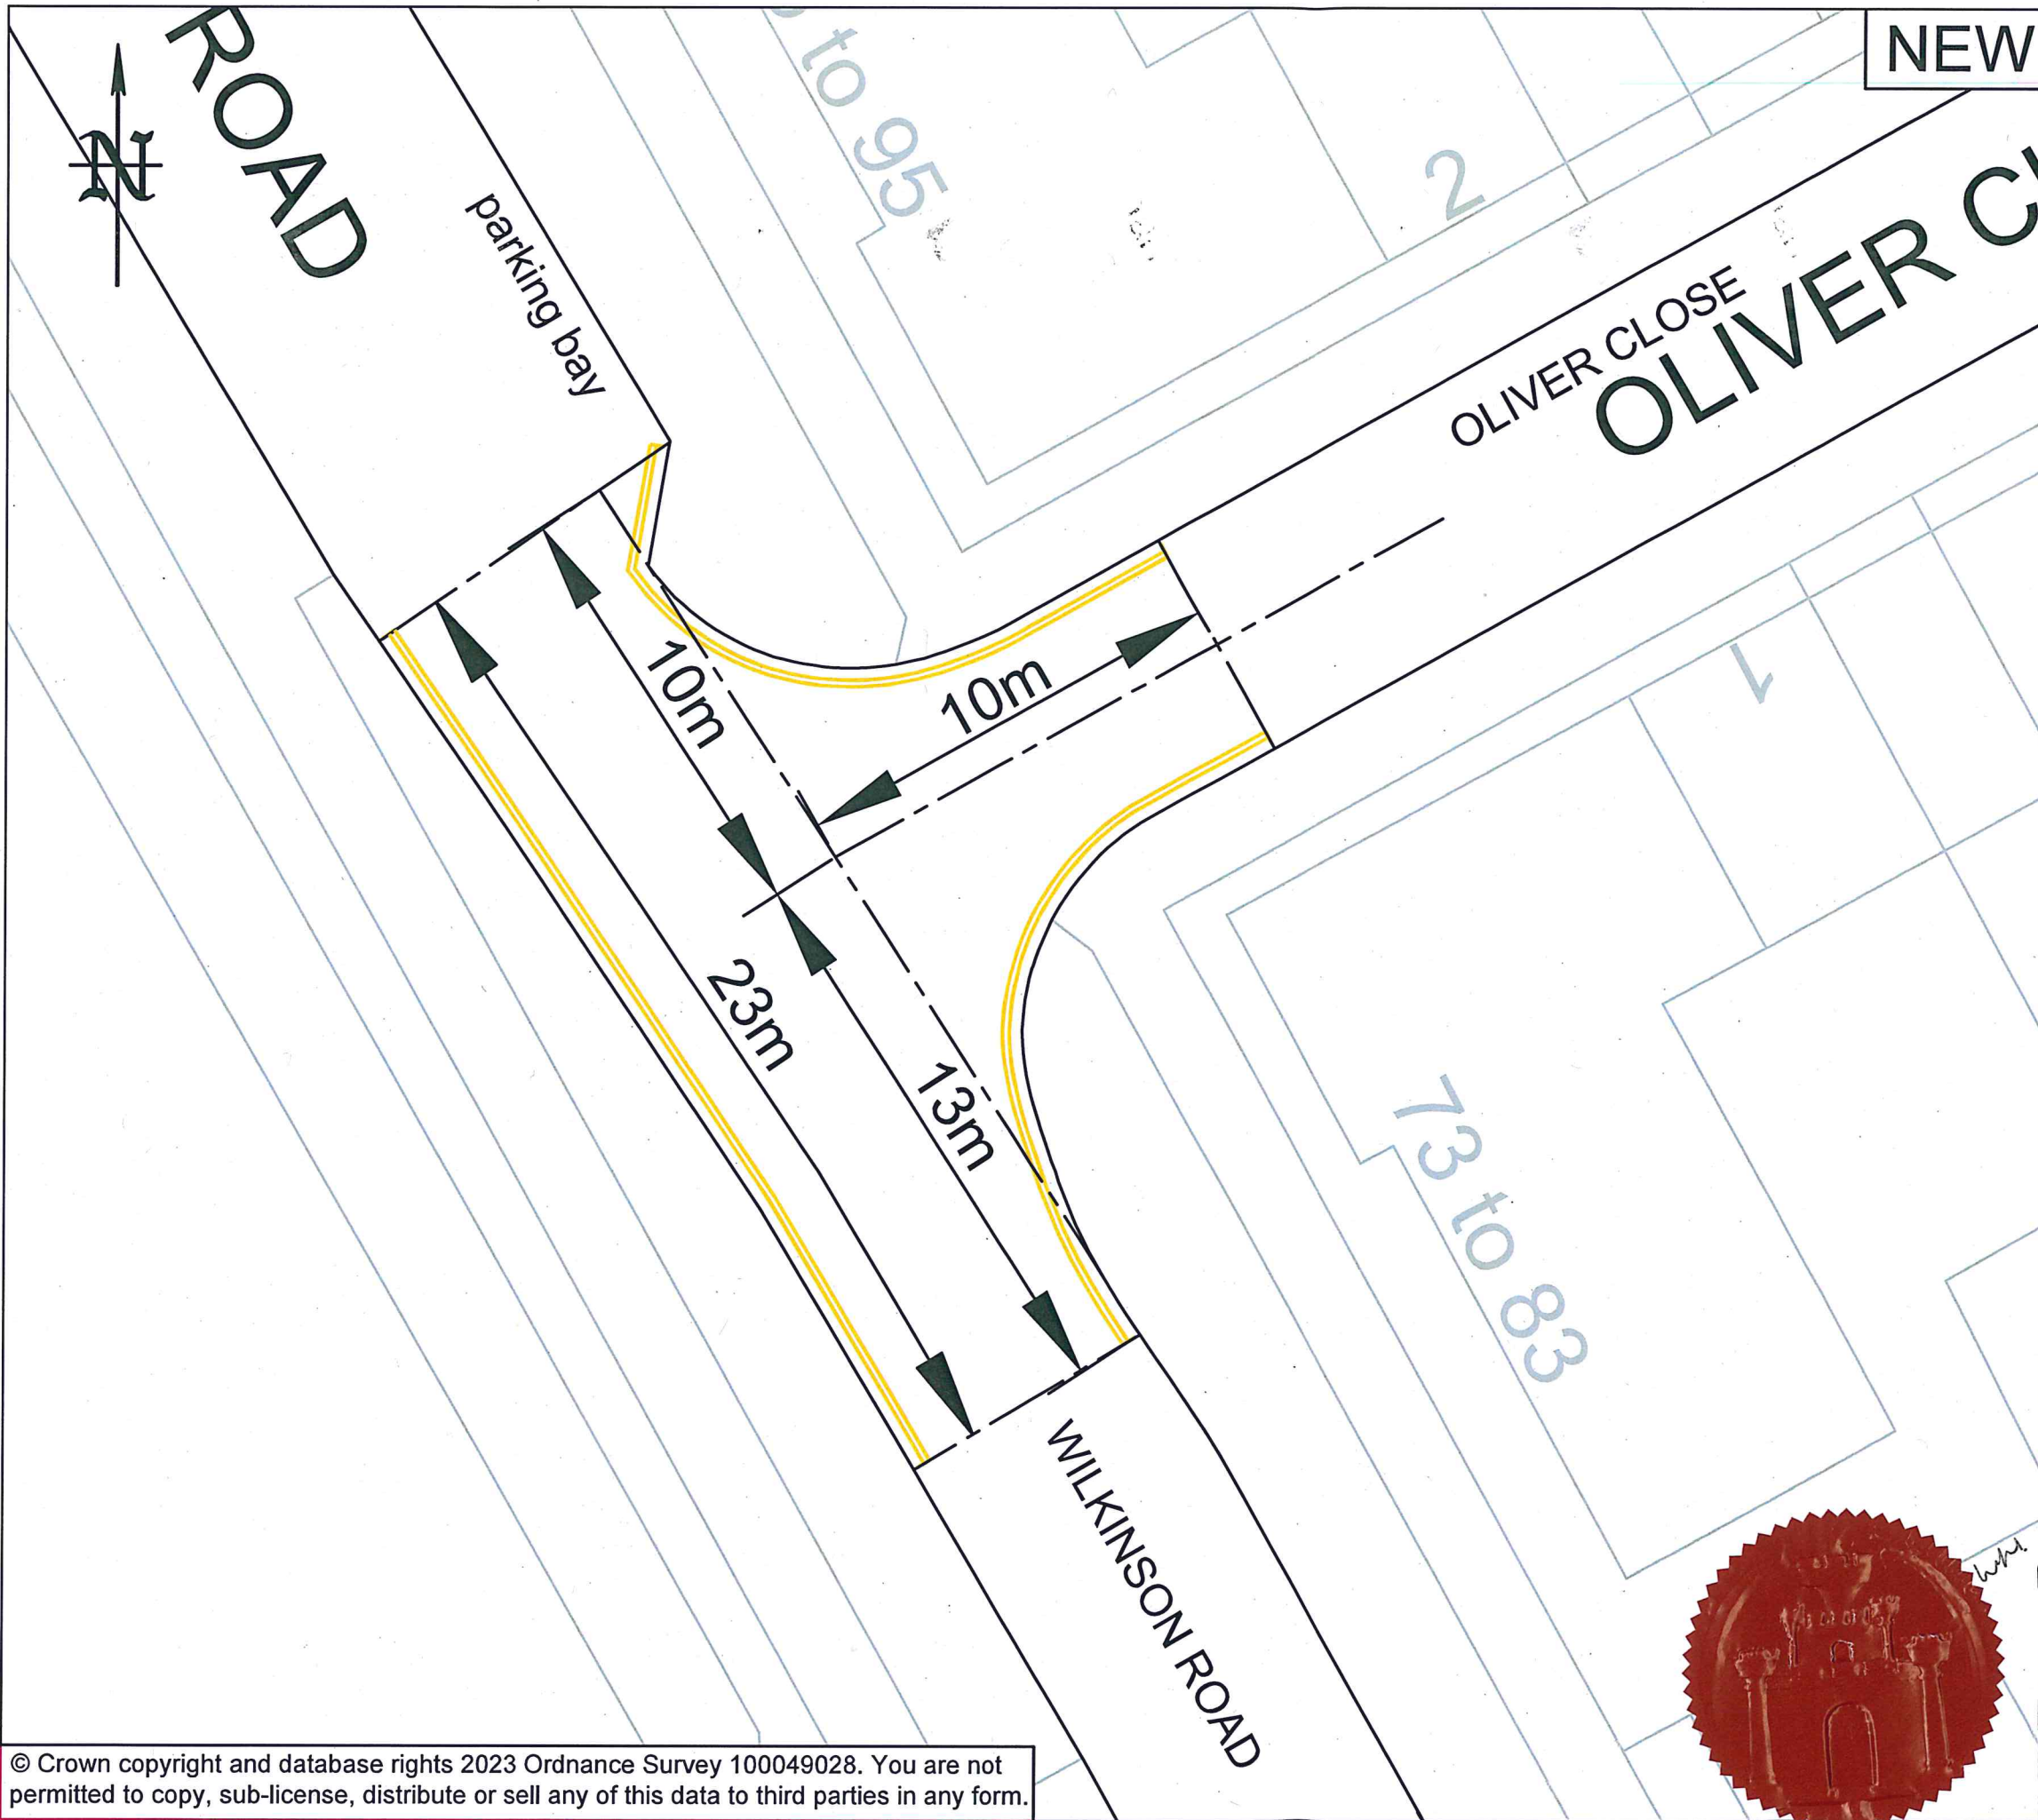 NEW
ROAD
N
to 95
parking bay
2
OLIVER CLOSE
OLIVER
10m
10m
1
23m
13m
73 to 83
WILKINSON ROAD
© Crown copyright and database rights 2023 Ordnance Survey 100049028. You are not
permitted to copy, sub-license, distribute or sell any of this data to third parties in any form.